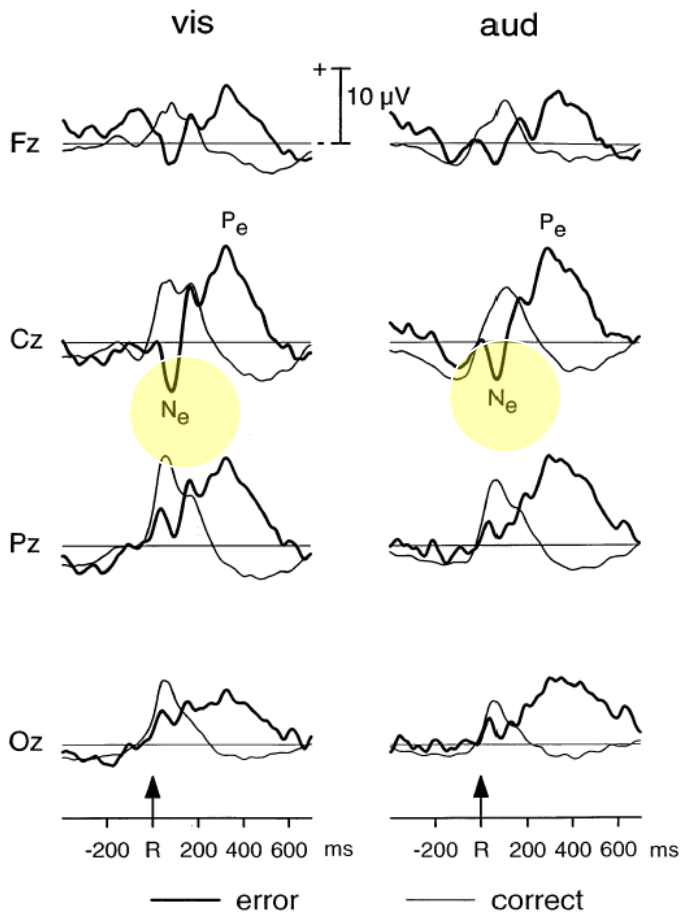 vis aud
+
10 μV
-
Fz
Pe Pe
Cz
Ne Ne
Pz
Oz
-200 R 200 400 600 ms -200 R 200 400 600 ms
error correct